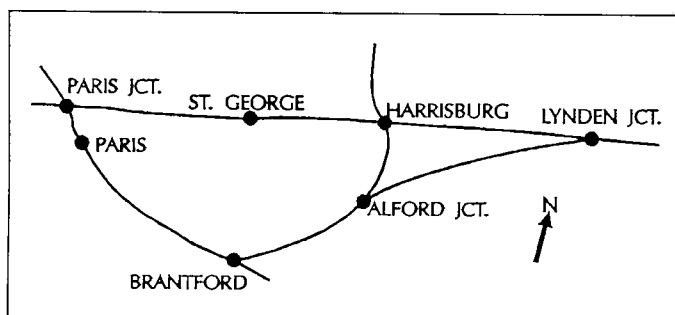 PARIS JCT.
ST. GEORGE
HARRISBURG
LYNDEN JCT.
PARIS
ALFORD JCT.
N
BRANTFORD